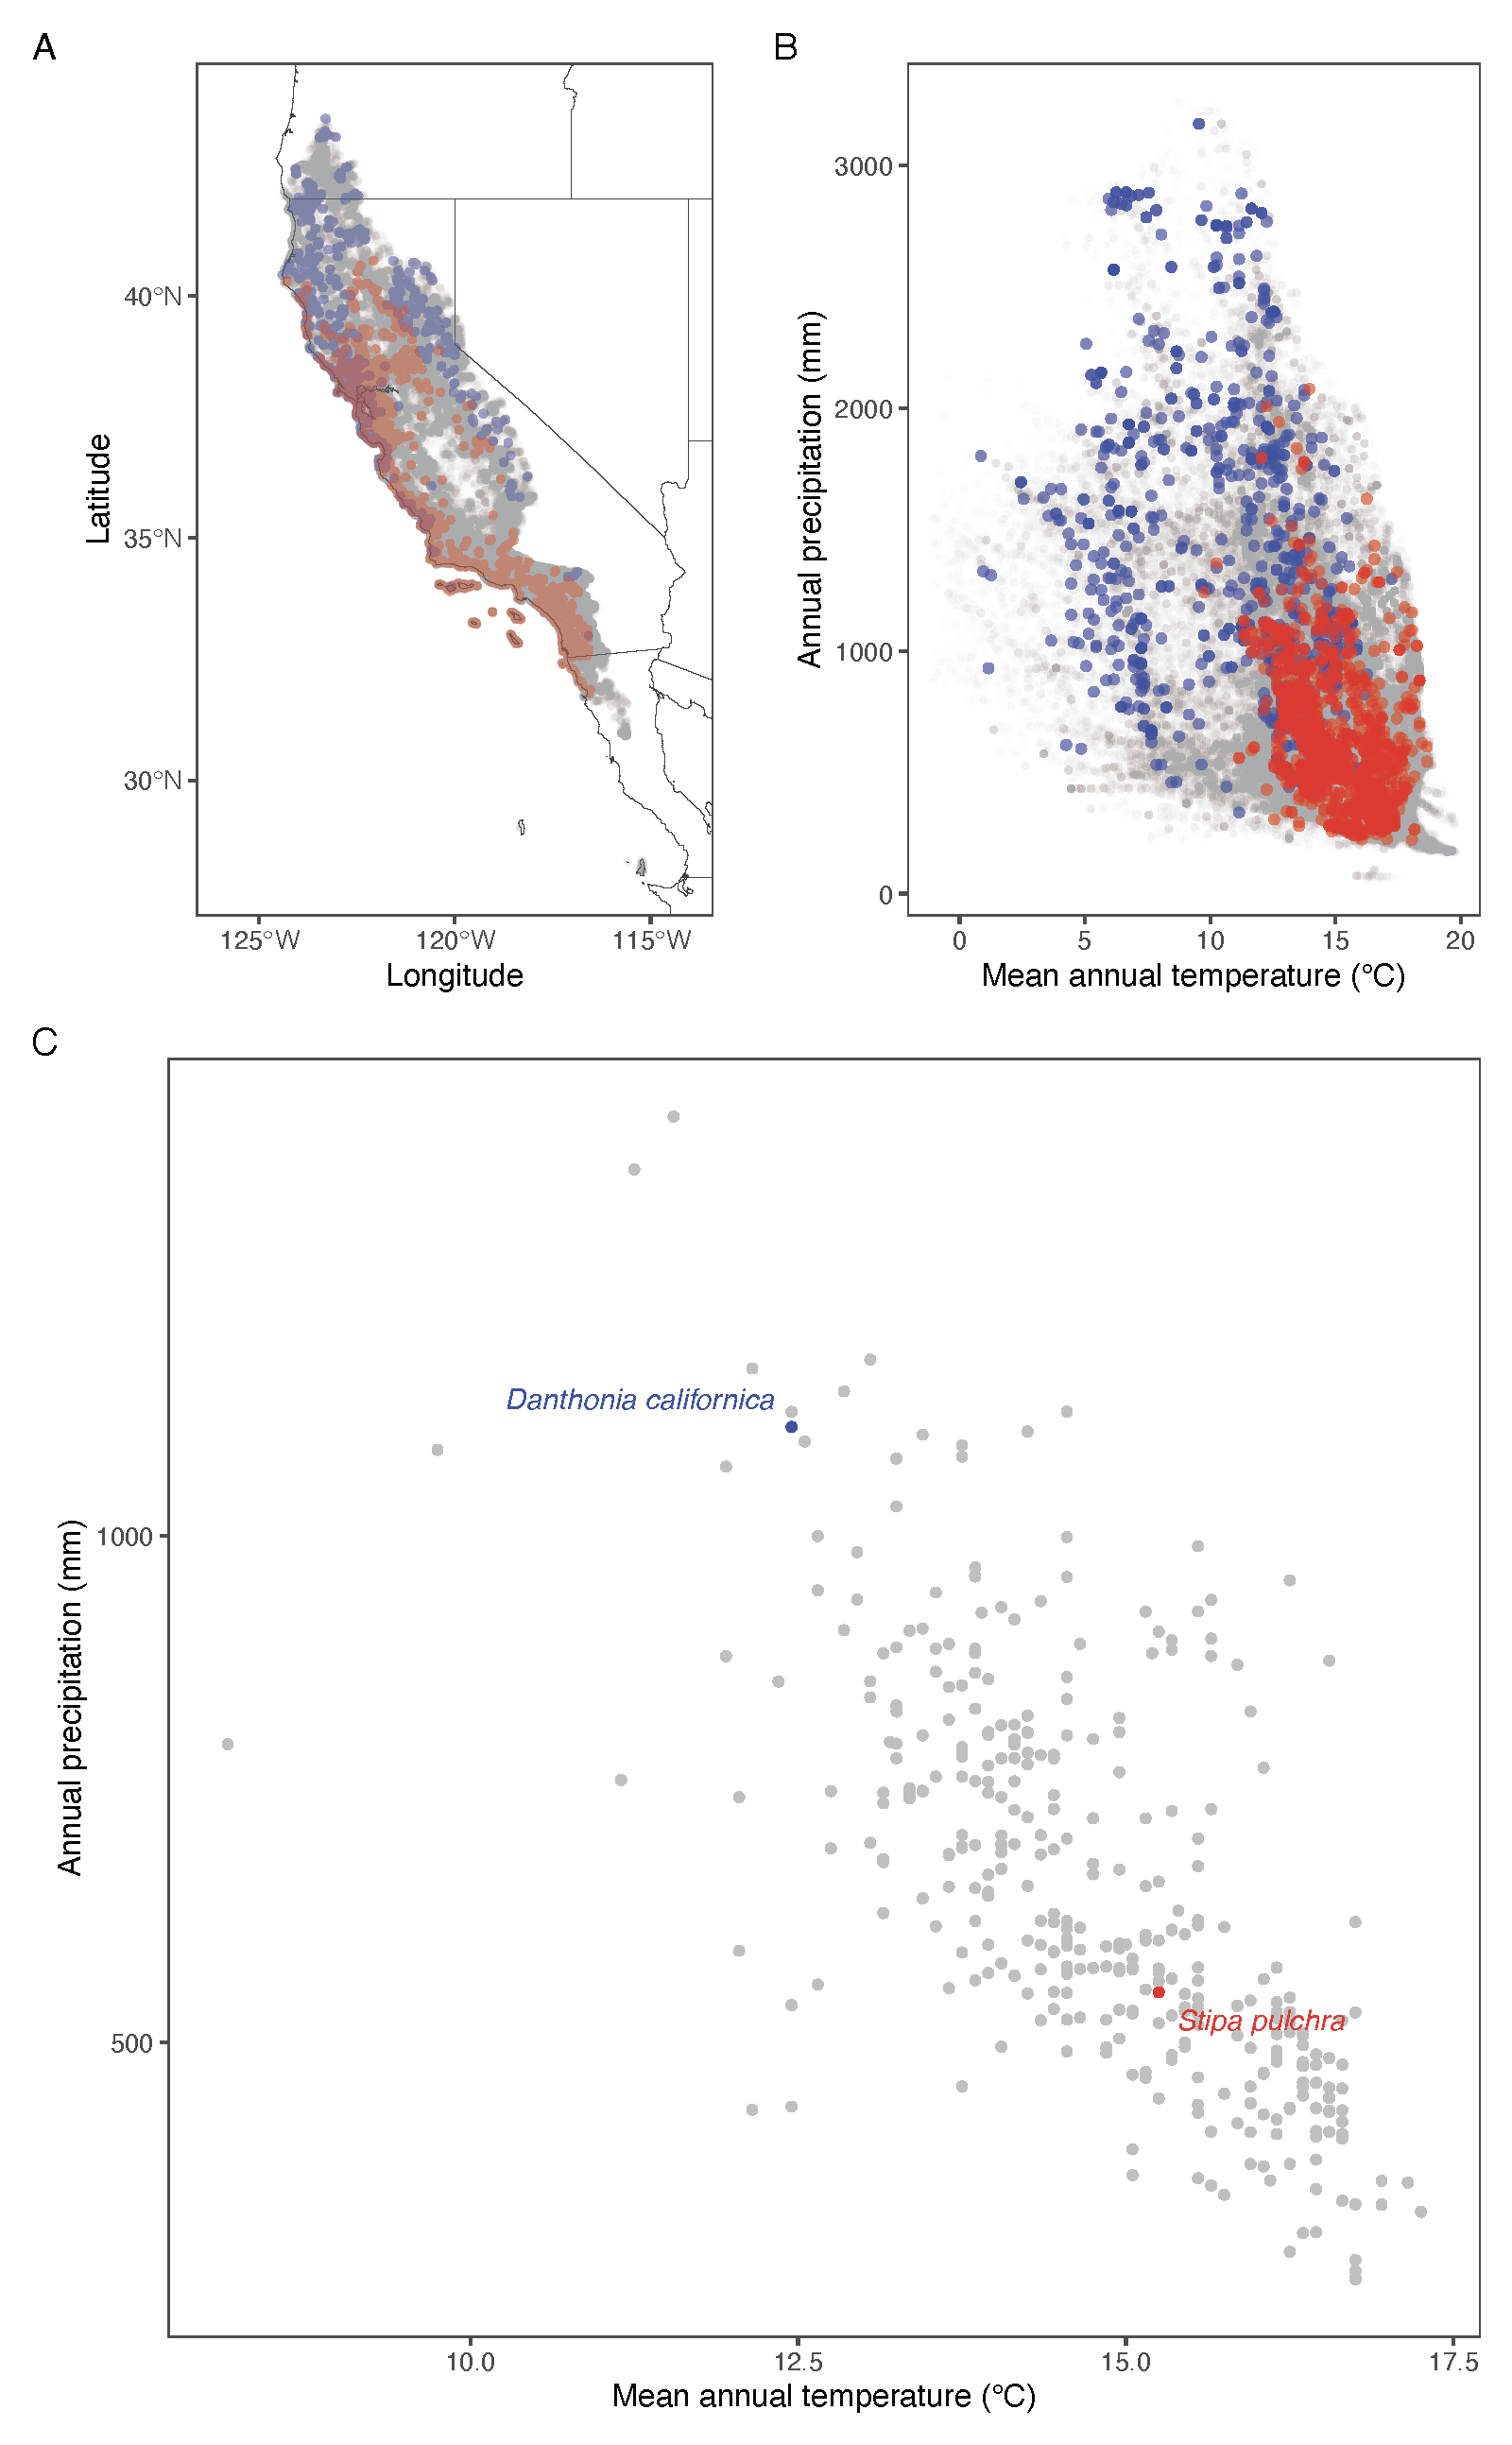 A
B
Latitude
40°N
35°N
30°N
125°W
120°W
115°W
Longitude
Annual precipitation (mm)
3000
2000
1000
0
0
5
10
15
20
Mean annual temperature (°C)
C
Annual precipitation (mm)
1000
500
Danthonia californica
Stipa pulchra
10.0
12.5
15.0
17.5
Mean annual temperature (°C)